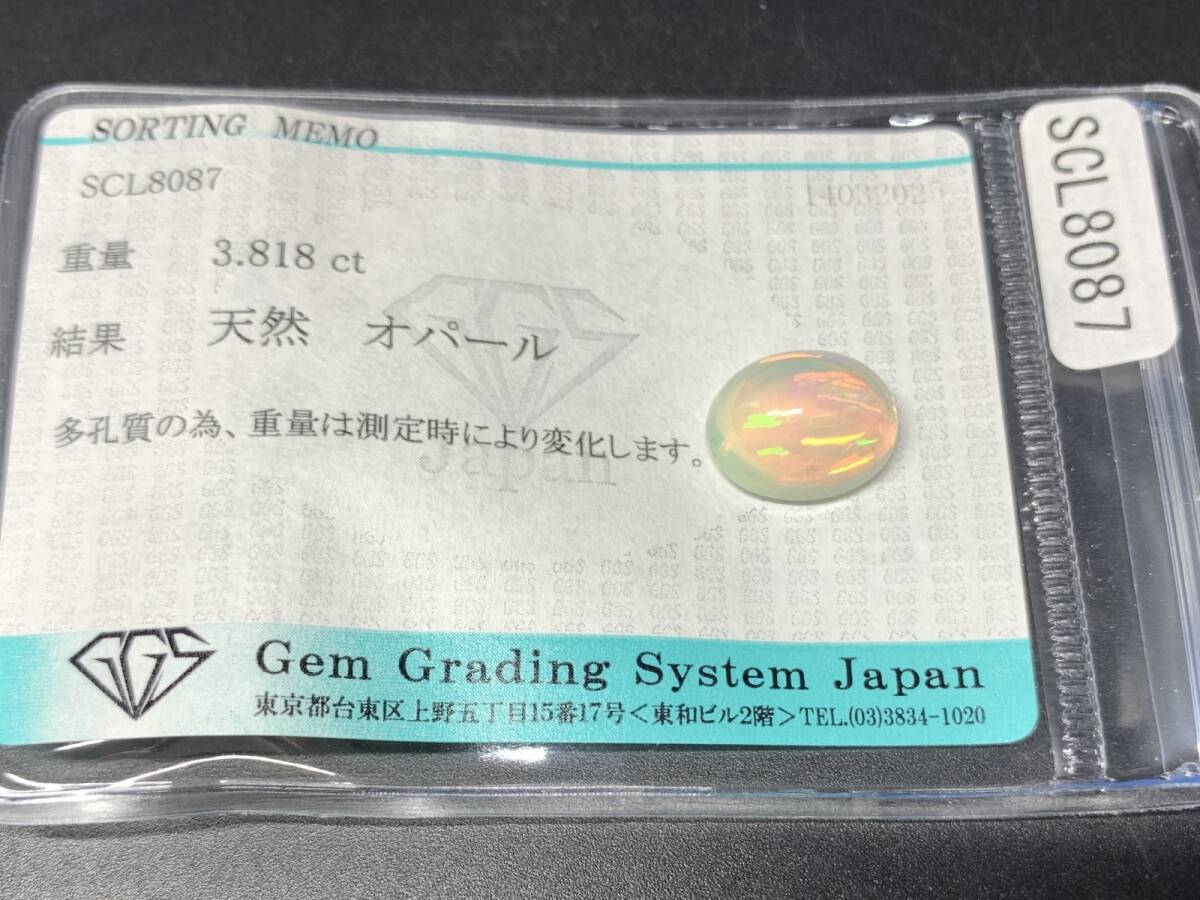 SORTING MEMO
SCL8087 14032025
重量 3.818 ct
結果 天然 オパール
多孔質の為、重量は測定時により変化します。
Japan
GGS Gem Grading System Japan
東京都台東区上野五丁目15番17号<東和ビル2階>TEL.(03)3834-1020
SCL8087